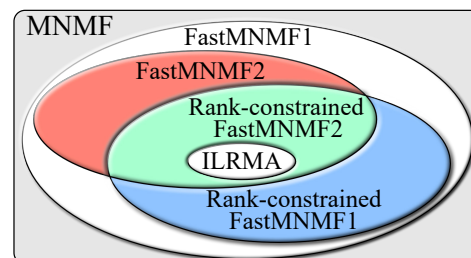 MNMF
FastMNMF1
FastMNMF2
Rank-constrained
FastMNMF2
ILRMA
Rank-constrained
FastMNMF1